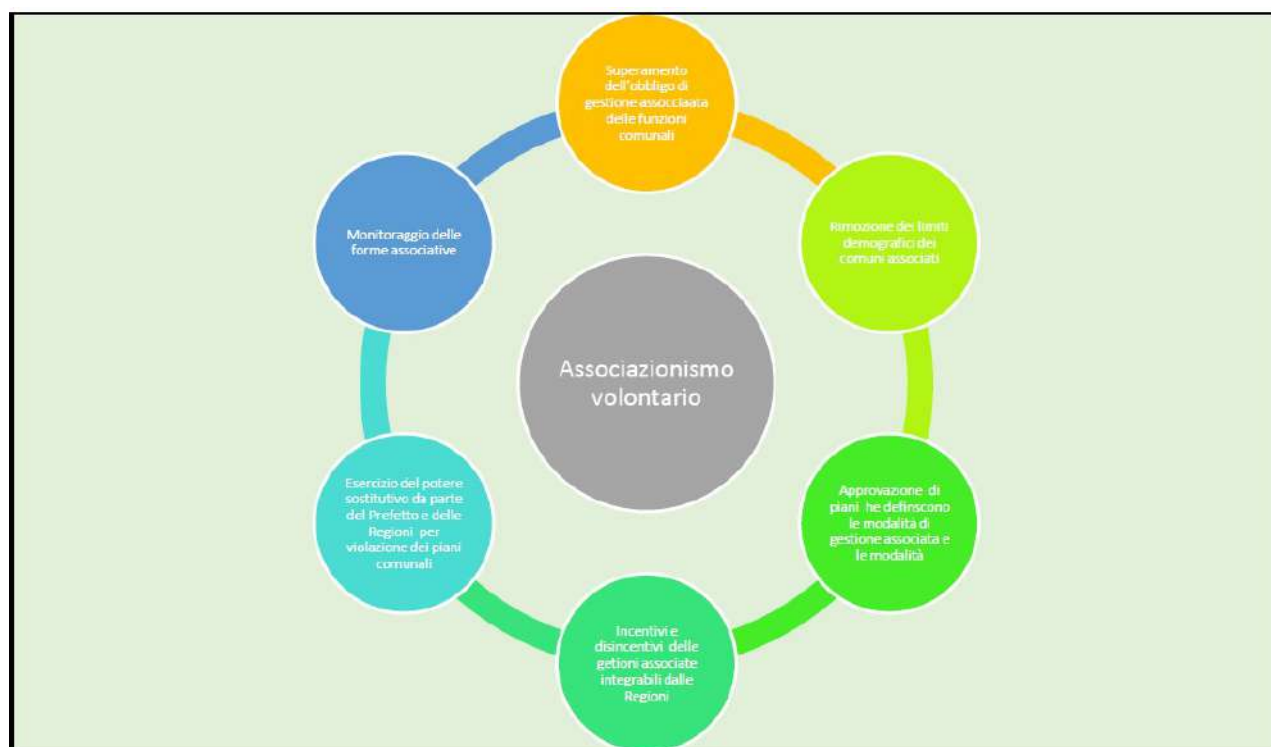 Superamento
dell'obbligo di
gestione assocciaata
delle funzioni
comunali
Rimozione dei limiti
demografici dei
comuni associati
Approvazione di
piani he definscono
le modalità di
gestione associata e
le modalità
Incentivi e
disincentivi delle
getioni associate
integrabili dalle
Regioni
Esercizio del potere
sostitutivo da parte
del Prefetto e delle
Regioni per
violazione dei piani
comunali
Monitoraggio delle
forme associative
Associazionismo
volontario